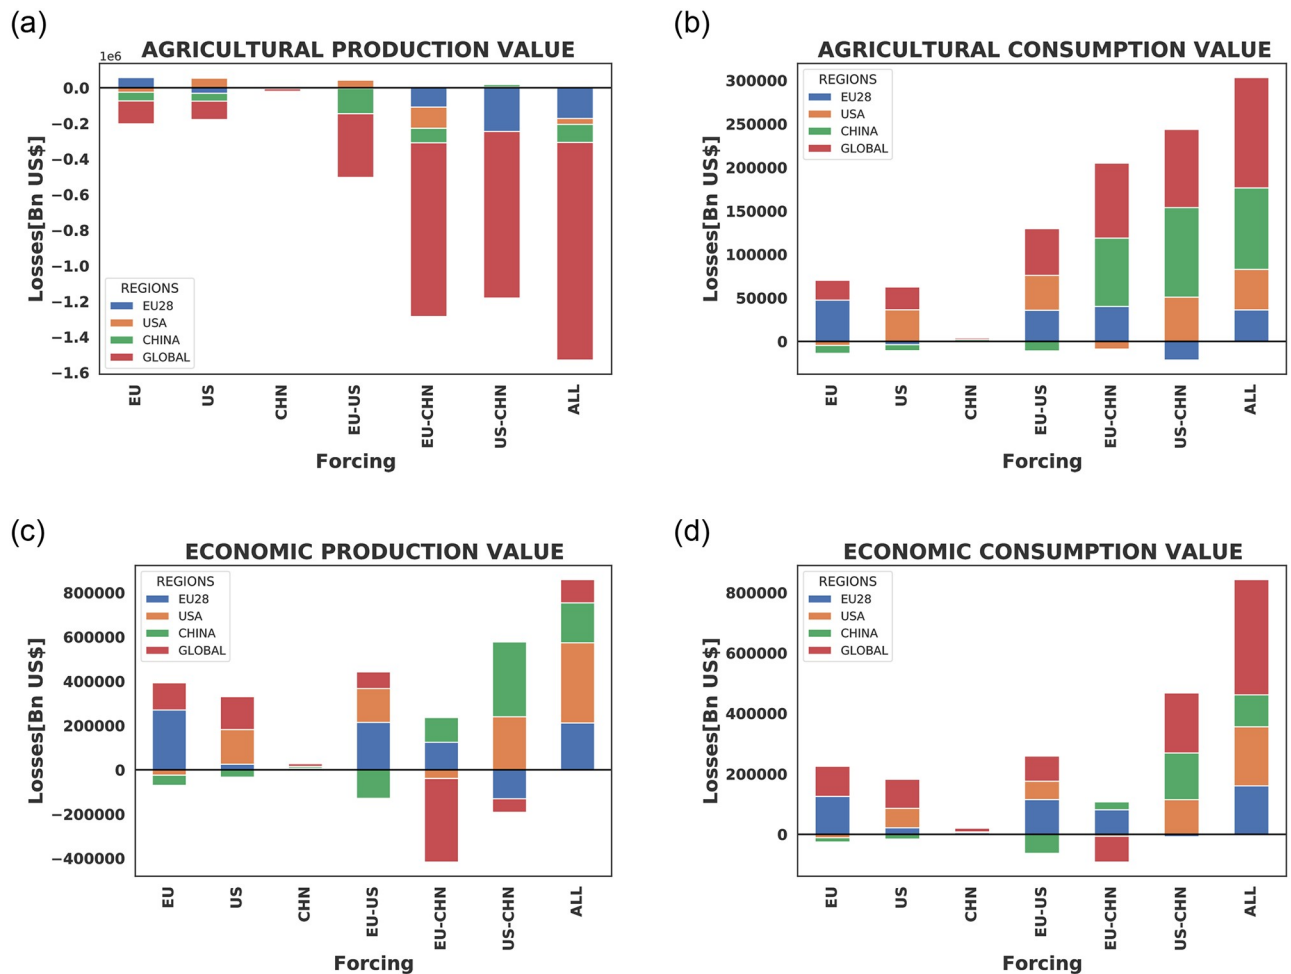 (a)
AGRICULTURAL PRODUCTION VALUE
1e6
0.0
−0.2
−0.4
−0.6
−0.8
−1.0
−1.2
−1.4
−1.6
Losses[Bn US$]
REGIONS
EU28
USA
CHINA
GLOBAL
EU
US
CHN
EU-US
EU-CHN
US-CHN
ALL
Forcing
(b)
AGRICULTURAL CONSUMPTION VALUE
300000
250000
200000
150000
100000
50000
0
Losses[Bn US$]
REGIONS
EU28
USA
CHINA
GLOBAL
EU
US
CHN
EU-US
EU-CHN
US-CHN
ALL
Forcing
(c)
ECONOMIC PRODUCTION VALUE
800000
600000
400000
200000
0
−200000
−400000
Losses[Bn US$]
REGIONS
EU28
USA
CHINA
GLOBAL
EU
US
CHN
EU-US
EU-CHN
US-CHN
ALL
Forcing
(d)
ECONOMIC CONSUMPTION VALUE
800000
600000
400000
200000
0
Losses[Bn US$]
REGIONS
EU28
USA
CHINA
GLOBAL
EU
US
CHN
EU-US
EU-CHN
US-CHN
ALL
Forcing